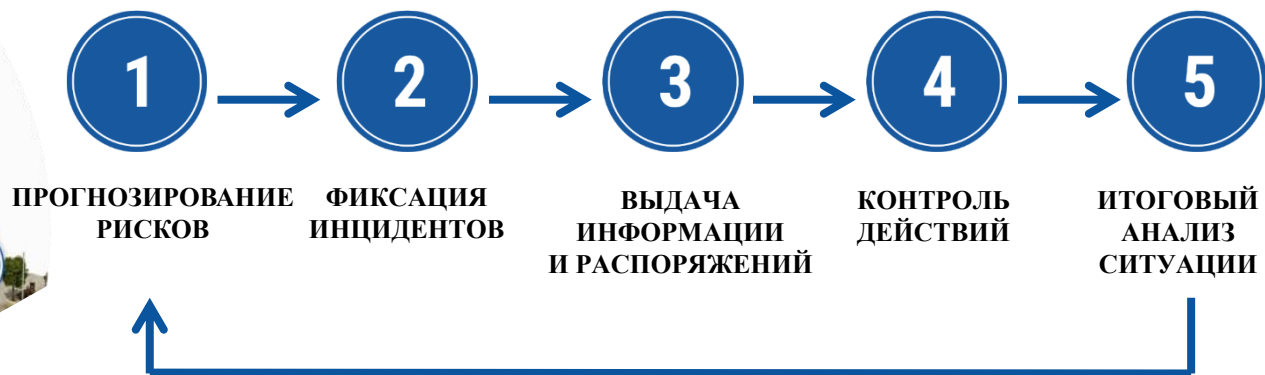 1
2
3
4
5
ПРОГНОЗИРОВАНИЕ
РИСКОВ
ФИКСАЦИЯ
ИНЦИДЕНТОВ
ВЫДАЧА
ИНФОРМАЦИИ
И РАСПОРЯЖЕНИЙ
КОНТРОЛЬ
ДЕЙСТВИЙ
ИТОГОВЫЙ
АНАЛИЗ
СИТУАЦИИ